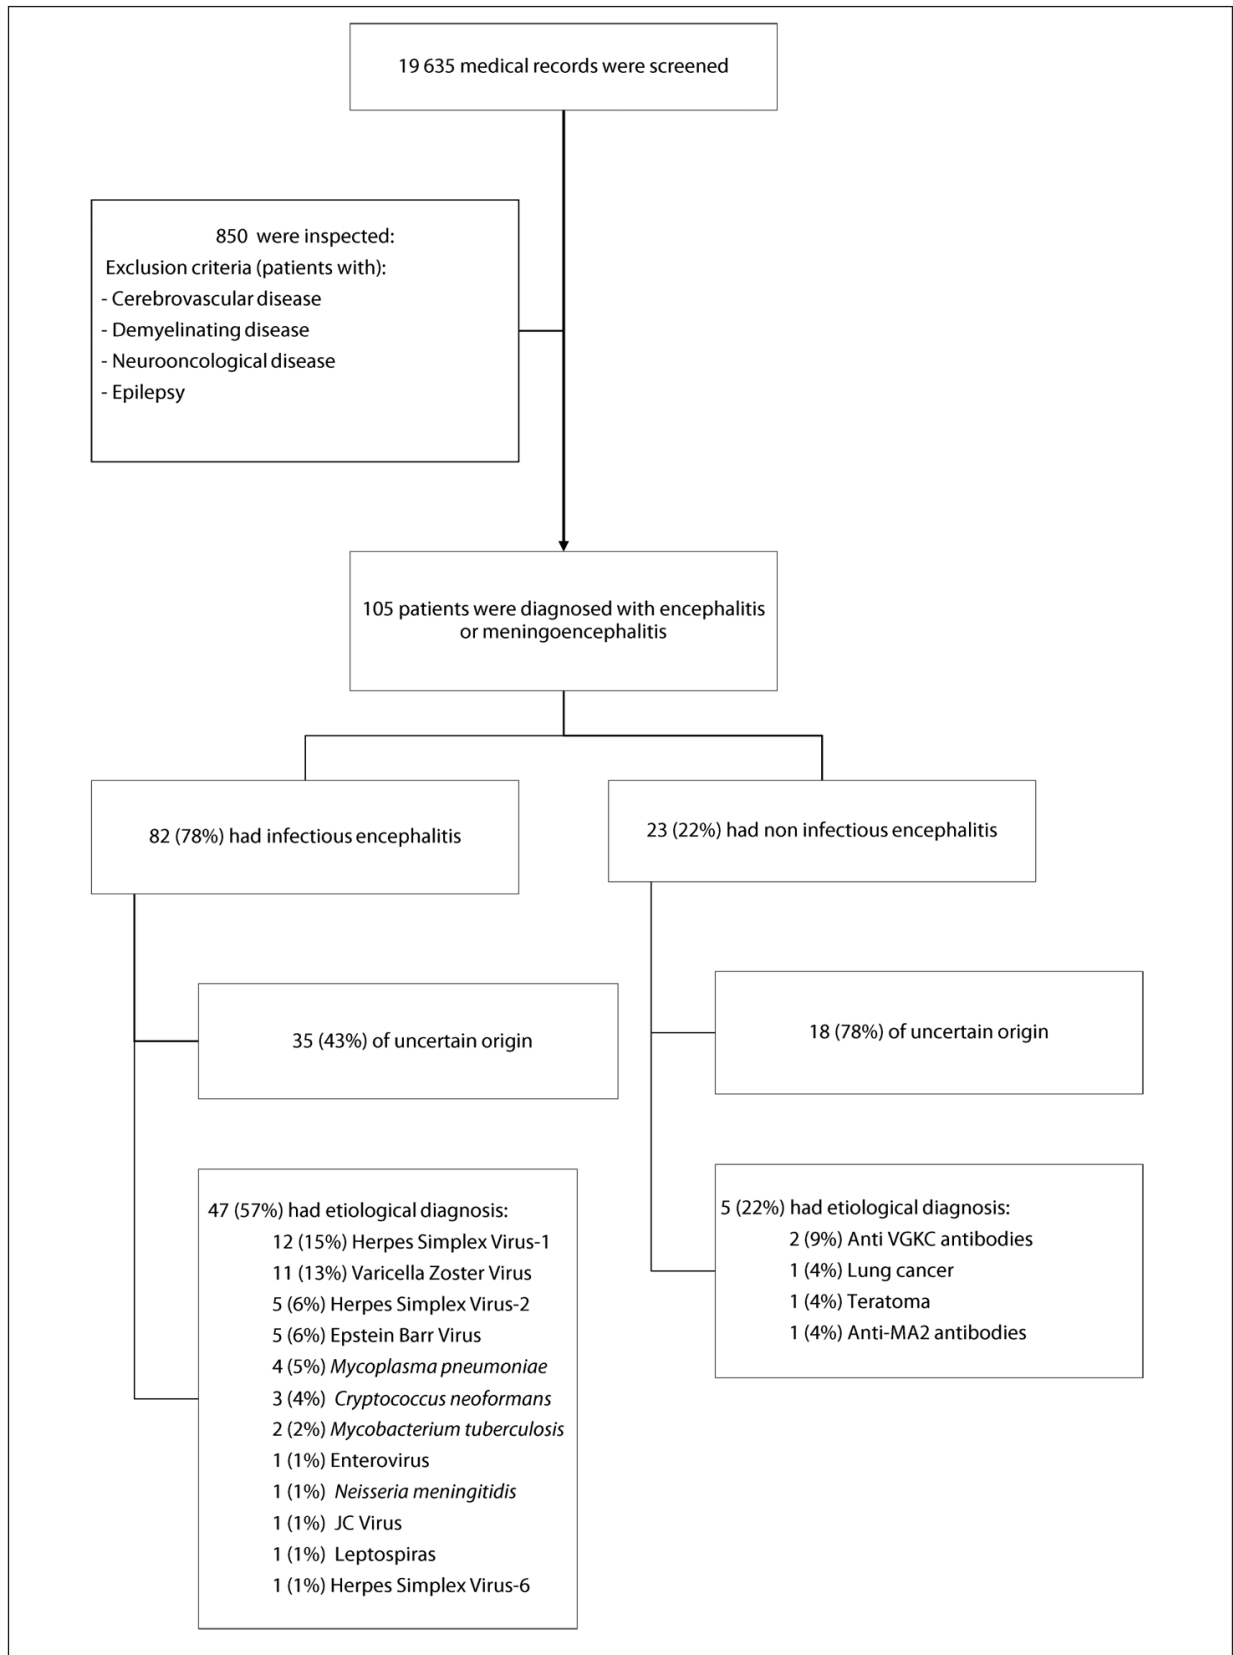 19 635 medical records were screened
850 were inspected:
Exclusion criteria (patients with):
- Cerebrovascular disease
- Demyelinating disease
- Neurooncological disease
- Epilepsy
105 patients were diagnosed with encephalitis
or meningoencephalitis
82 (78%) had infectious encephalitis
23 (22%) had non infectious encephalitis
35 (43%) of uncertain origin
18 (78%) of uncertain origin
47 (57%) had etiological diagnosis:
12 (15%) Herpes Simplex Virus-1
11 (13%) Varicella Zoster Virus
5 (6%) Herpes Simplex Virus-2
5 (6%) Epstein Barr Virus
4 (5%) Mycoplasma pneumoniae
3 (4%) Cryptococcus neoformans
2 (2%) Mycobacterium tuberculosis
1 (1%) Enterovirus
1 (1%) Neisseria meningitidis
1 (1%) JC Virus
1 (1%) Leptospiras
1 (1%) Herpes Simplex Virus-6
5 (22%) had etiological diagnosis:
2 (9%) Anti VGKC antibodies
1 (4%) Lung cancer
1 (4%) Teratoma
1 (4%) Anti-MA2 antibodies